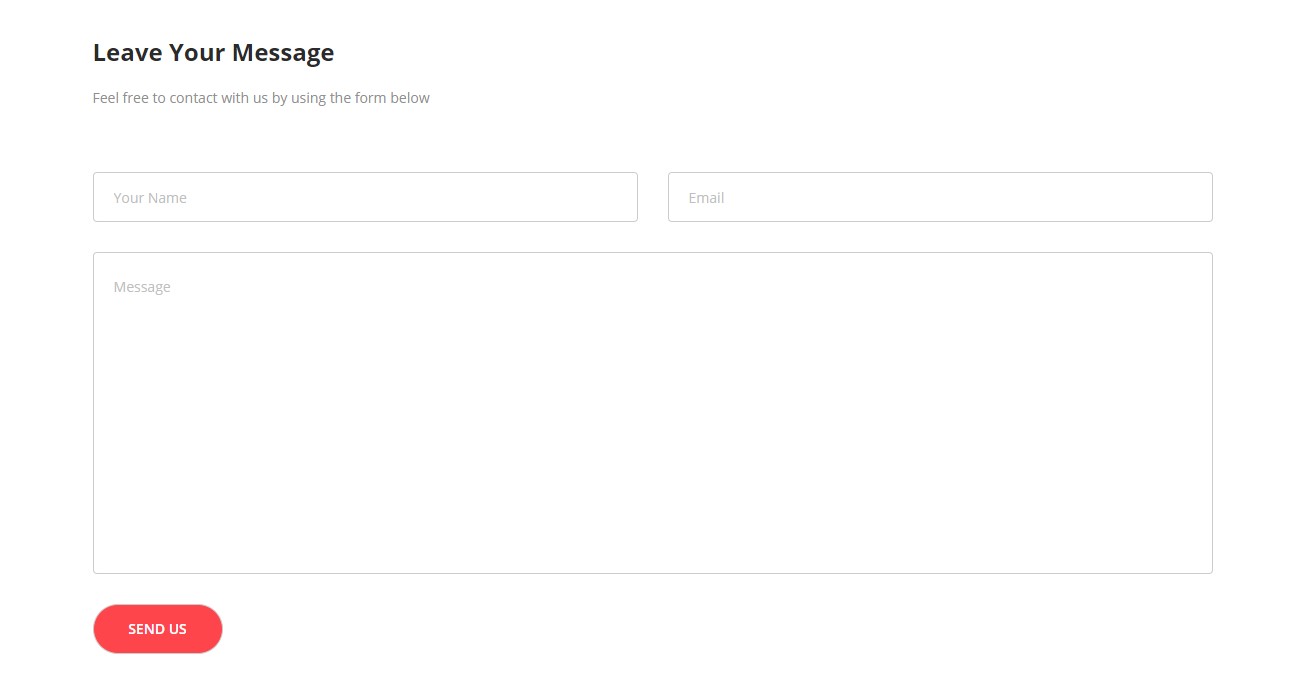 Leave Your Message
Feel free to contact with us by using the form below
Your Name
Email
Message
SEND US